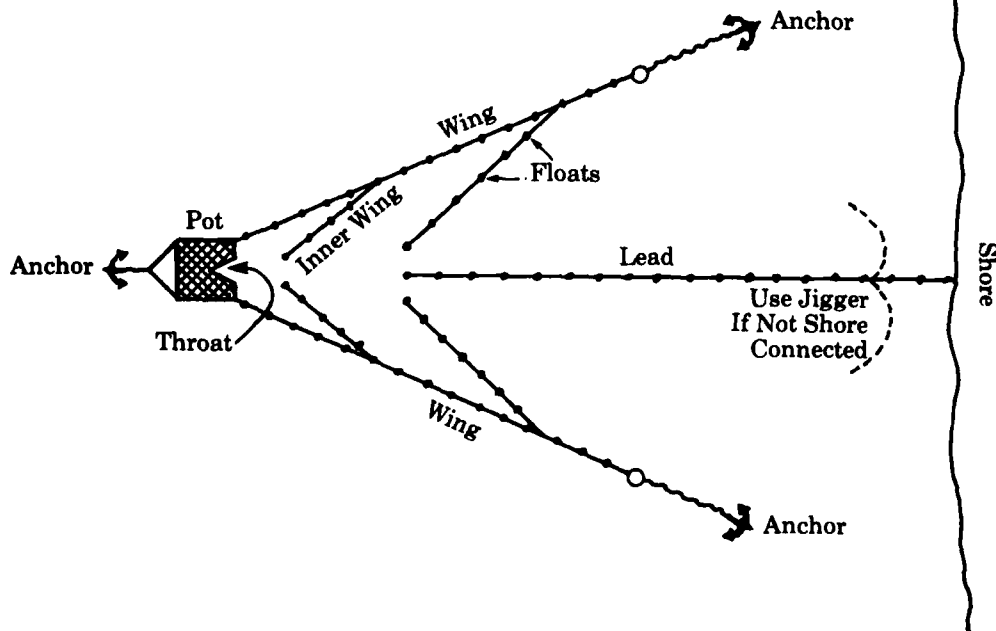 Anchor
Wing
Floats
Inner Wing
Pot
Anchor
Lead
Shore
Use Jigger
If Not Shore
Connected
Throat
Wing
Anchor